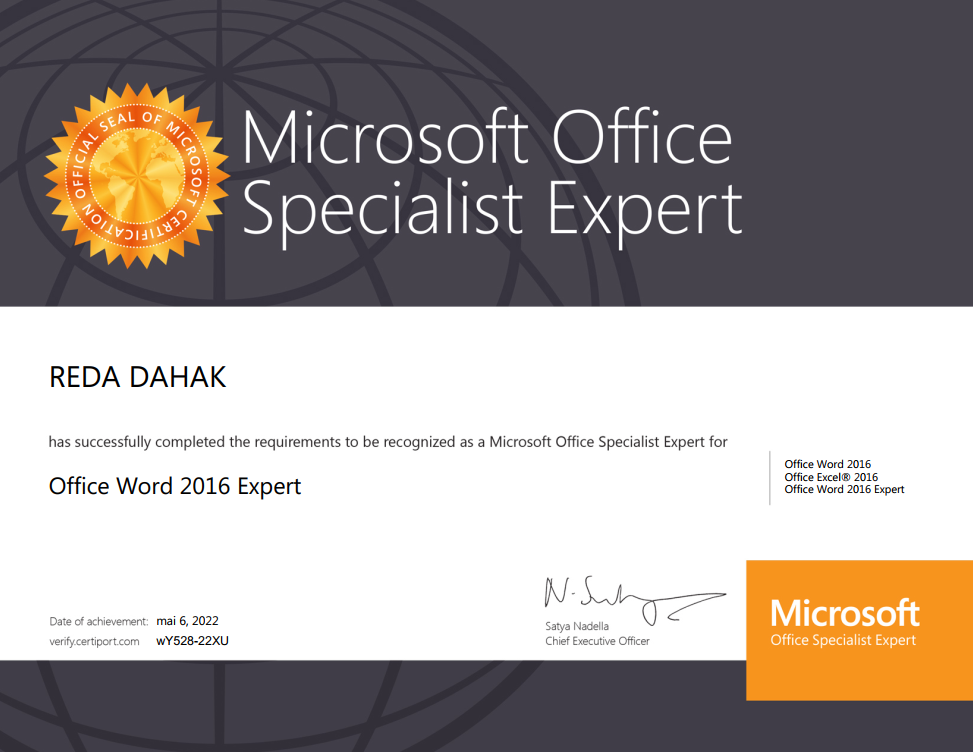 OFFICIAL SEAL OF MICROSOFT CERTIFICATION
Microsoft Office
Specialist Expert
REDA DAHAK
has successfully completed the requirements to be recognized as a Microsoft Office Specialist Expert for
Office Word 2016 Expert
Office Word 2016
Office Excel® 2016
Office Word 2016 Expert
Date of achievement: mai 6, 2022
verify.certiport.com wY528-22XU
Satya Nadella
Chief Executive Officer
Microsoft
Office Specialist Expert